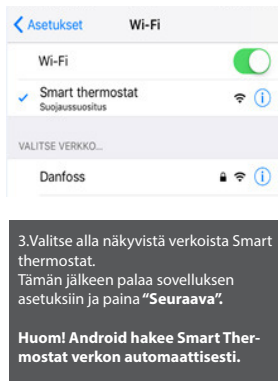 Asetukset Wi-Fi
Wi-Fi
Smart thermostat
Suojaussuositus
VALITSE VERKKO...
Danfoss
3.Valitse alla näkyvistä verkoista Smart
thermostat.
Tämän jälkeen palaa sovelluksen
asetuksiin ja paina "Seuraava".
Huom! Android hakee Smart Ther-
mostat verkon automaattisesti.